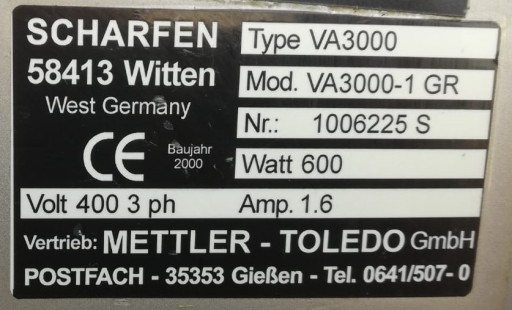 SCHARFEN
58413 Witten
West Germany
CE
Baujahr
2000
Type VA3000
Mod. VA3000-1 GR
Nr.: 1006225 S
Watt 600
Volt 400 3 ph Amp. 1.6
Vertrieb: METTLER - TOLEDO GmbH
POSTFACH - 35353 Gießen - Tel. 0641/507- 0